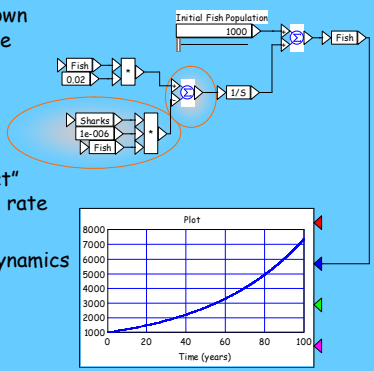 own
e
Initial Fish Population
1000
Fish
Fish
0.02
*
1/S
Sharks
1e-006
Fish
*
ct”
rate
ynamics
Plot
8000
7000
6000
5000
4000
3000
2000
1000
0 20 40 60 80 100
Time (years)